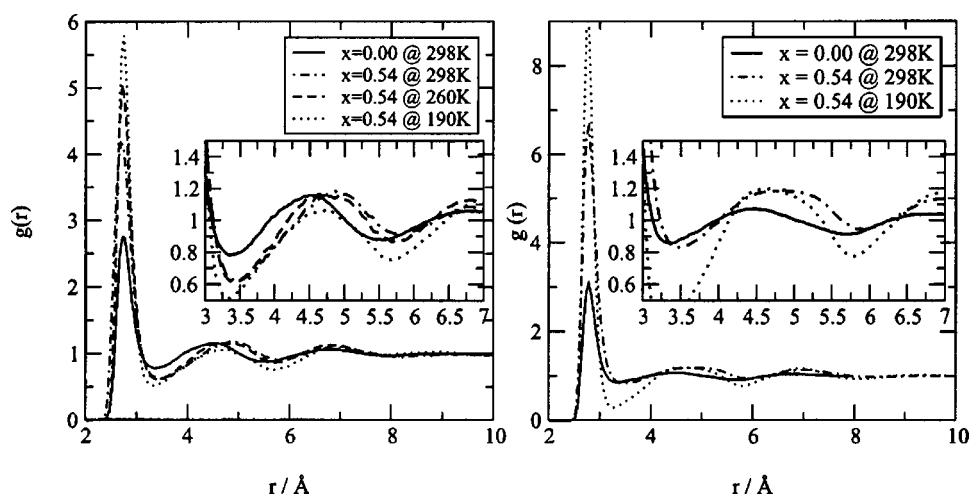 6
5
4
3
2
1
0
g(r)
x=0.00 @ 298K
x=0.54 @ 298K
x=0.54 @ 260K
x=0.54 @ 190K
1.4
1.2
1
0.8
0.6
3 3.5 4 4.5 5 5.5 6 6.5 7
2 4 6 8 10
r / Å
8
6
4
2
0
g (r)
x = 0.00 @ 298K
x = 0.54 @ 298K
x = 0.54 @ 190K
1.4
1.2
1
0.8
0.6
3 3.5 4 4.5 5 5.5 6 6.5 7
2 4 6 8 10
r / Å